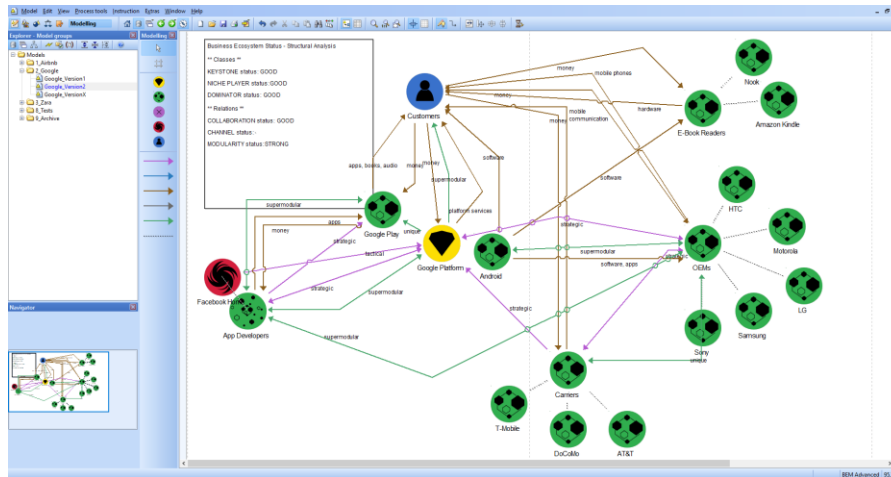 Model Edit View Process tools Instruction Extras Window Help
Modelling
Explorer - Model groups
Modelling
Models
1_Airbnb
2_Google
Google_Version1
Google_Version2
Google_VersionX
3_Zara
8_Tests
9_Archive
Navigator
Business Ecosystem Status - Structural Analysis
** Classes **
KEYSTONE status: GOOD
NICHE PLAYER status: GOOD
DOMINATOR status: GOOD
** Relations **
COLLABORATION status: GOOD
CHANNEL status:-
MODULARITY status:STRONG
Customers
money
mobile phones
money
money
hardware
mobile
communication
Nook
Amazon Kindle
E-Book Readers
apps, books, audio
money
money
supermodular
software
software
supermodular
apps
money
Google Play
unique
platform services
strategic
tactical
Google Platform
Android
strategic
supermodular
software, apps
strategic
OEMs
HTC
Motorola
LG
Samsung
Sony
unique
Facebook Home
App Developers
strategic
supermodular
supermodular
strategic
Carriers
T-Mobile
DoCoMo
AT&T
BEM Advanced